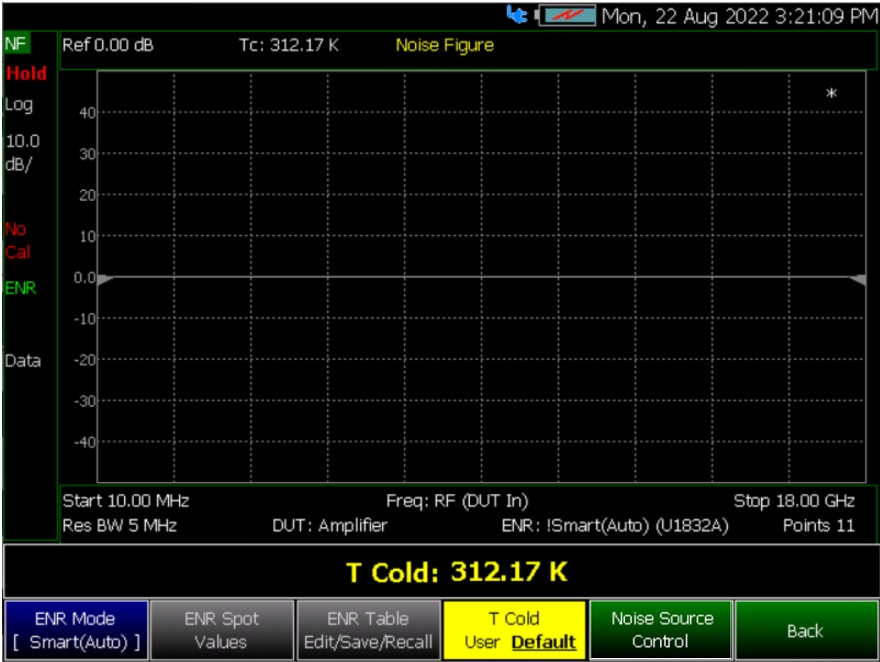 Mon, 22 Aug 2022 3:21:09 PM
NF
Ref 0.00 dB Tc: 312.17 K Noise Figure
Hold
Log
10.0
dB/
No
Cal
ENR
Data
*
40
30
20
10
0.0
-10
-20
-30
-40
Start 10.00 MHz Freq: RF (DUT In) Stop 18.00 GHz
Res BW 5 MHz DUT: Amplifier ENR: !Smart(Auto) (U1832A) Points 11
T Cold: 312.17 K
ENR Mode
[ Smart(Auto) ]
ENR Spot
Values
ENR Table
Edit/Save/Recall
T Cold
User Default
Noise Source
Control
Back